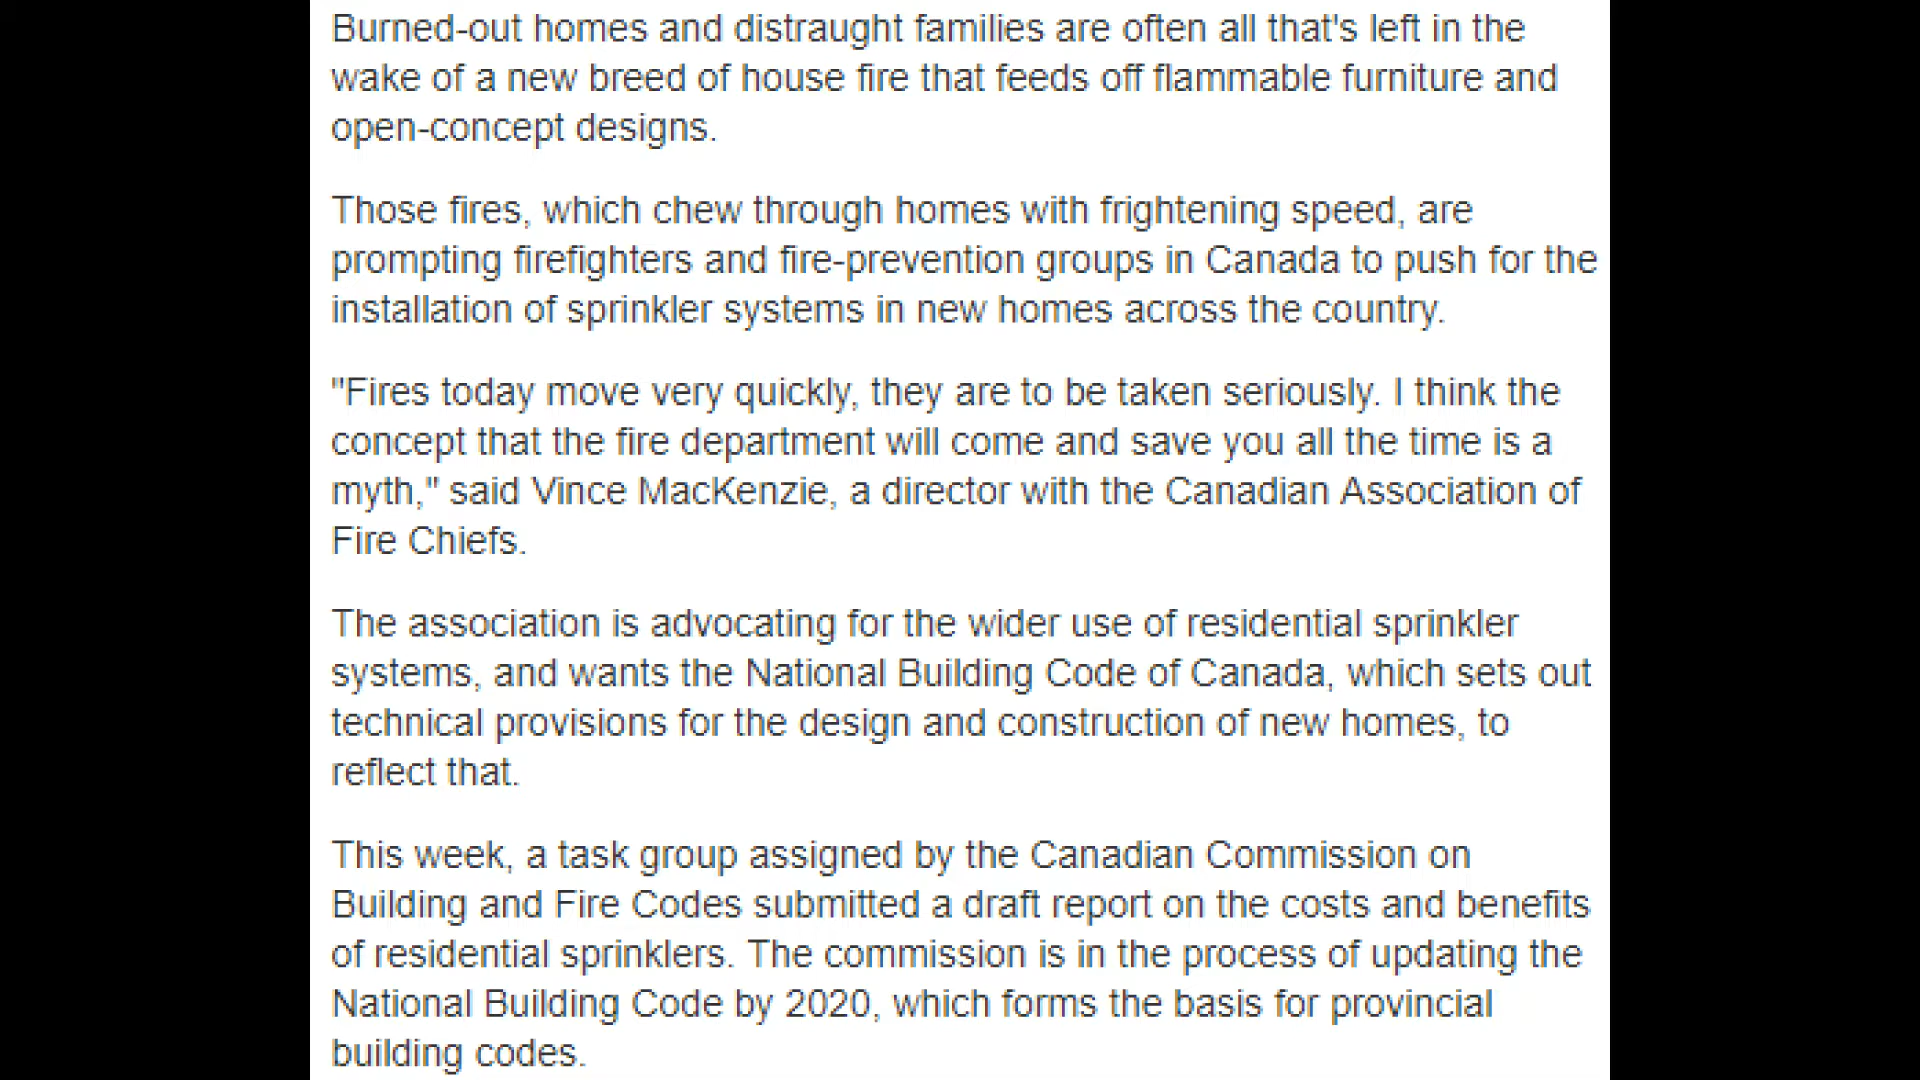 Burned-out homes and distraught families are often all that's left in the
wake of a new breed of house fire that feeds off flammable furniture and
open-concept designs.
Those fires, which chew through homes with frightening speed, are
prompting firefighters and fire-prevention groups in Canada to push for the
installation of sprinkler systems in new homes across the country.
"Fires today move very quickly, they are to be taken seriously. I think the
concept that the fire department will come and save you all the time is a
myth," said Vince MacKenzie, a director with the Canadian Association of
Fire Chiefs.
The association is advocating for the wider use of residential sprinkler
systems, and wants the National Building Code of Canada, which sets out
technical provisions for the design and construction of new homes, to
reflect that.
This week, a task group assigned by the Canadian Commission on
Building and Fire Codes submitted a draft report on the costs and benefits
of residential sprinklers. The commission is in the process of updating the
National Building Code by 2020, which forms the basis for provincial
building codes.